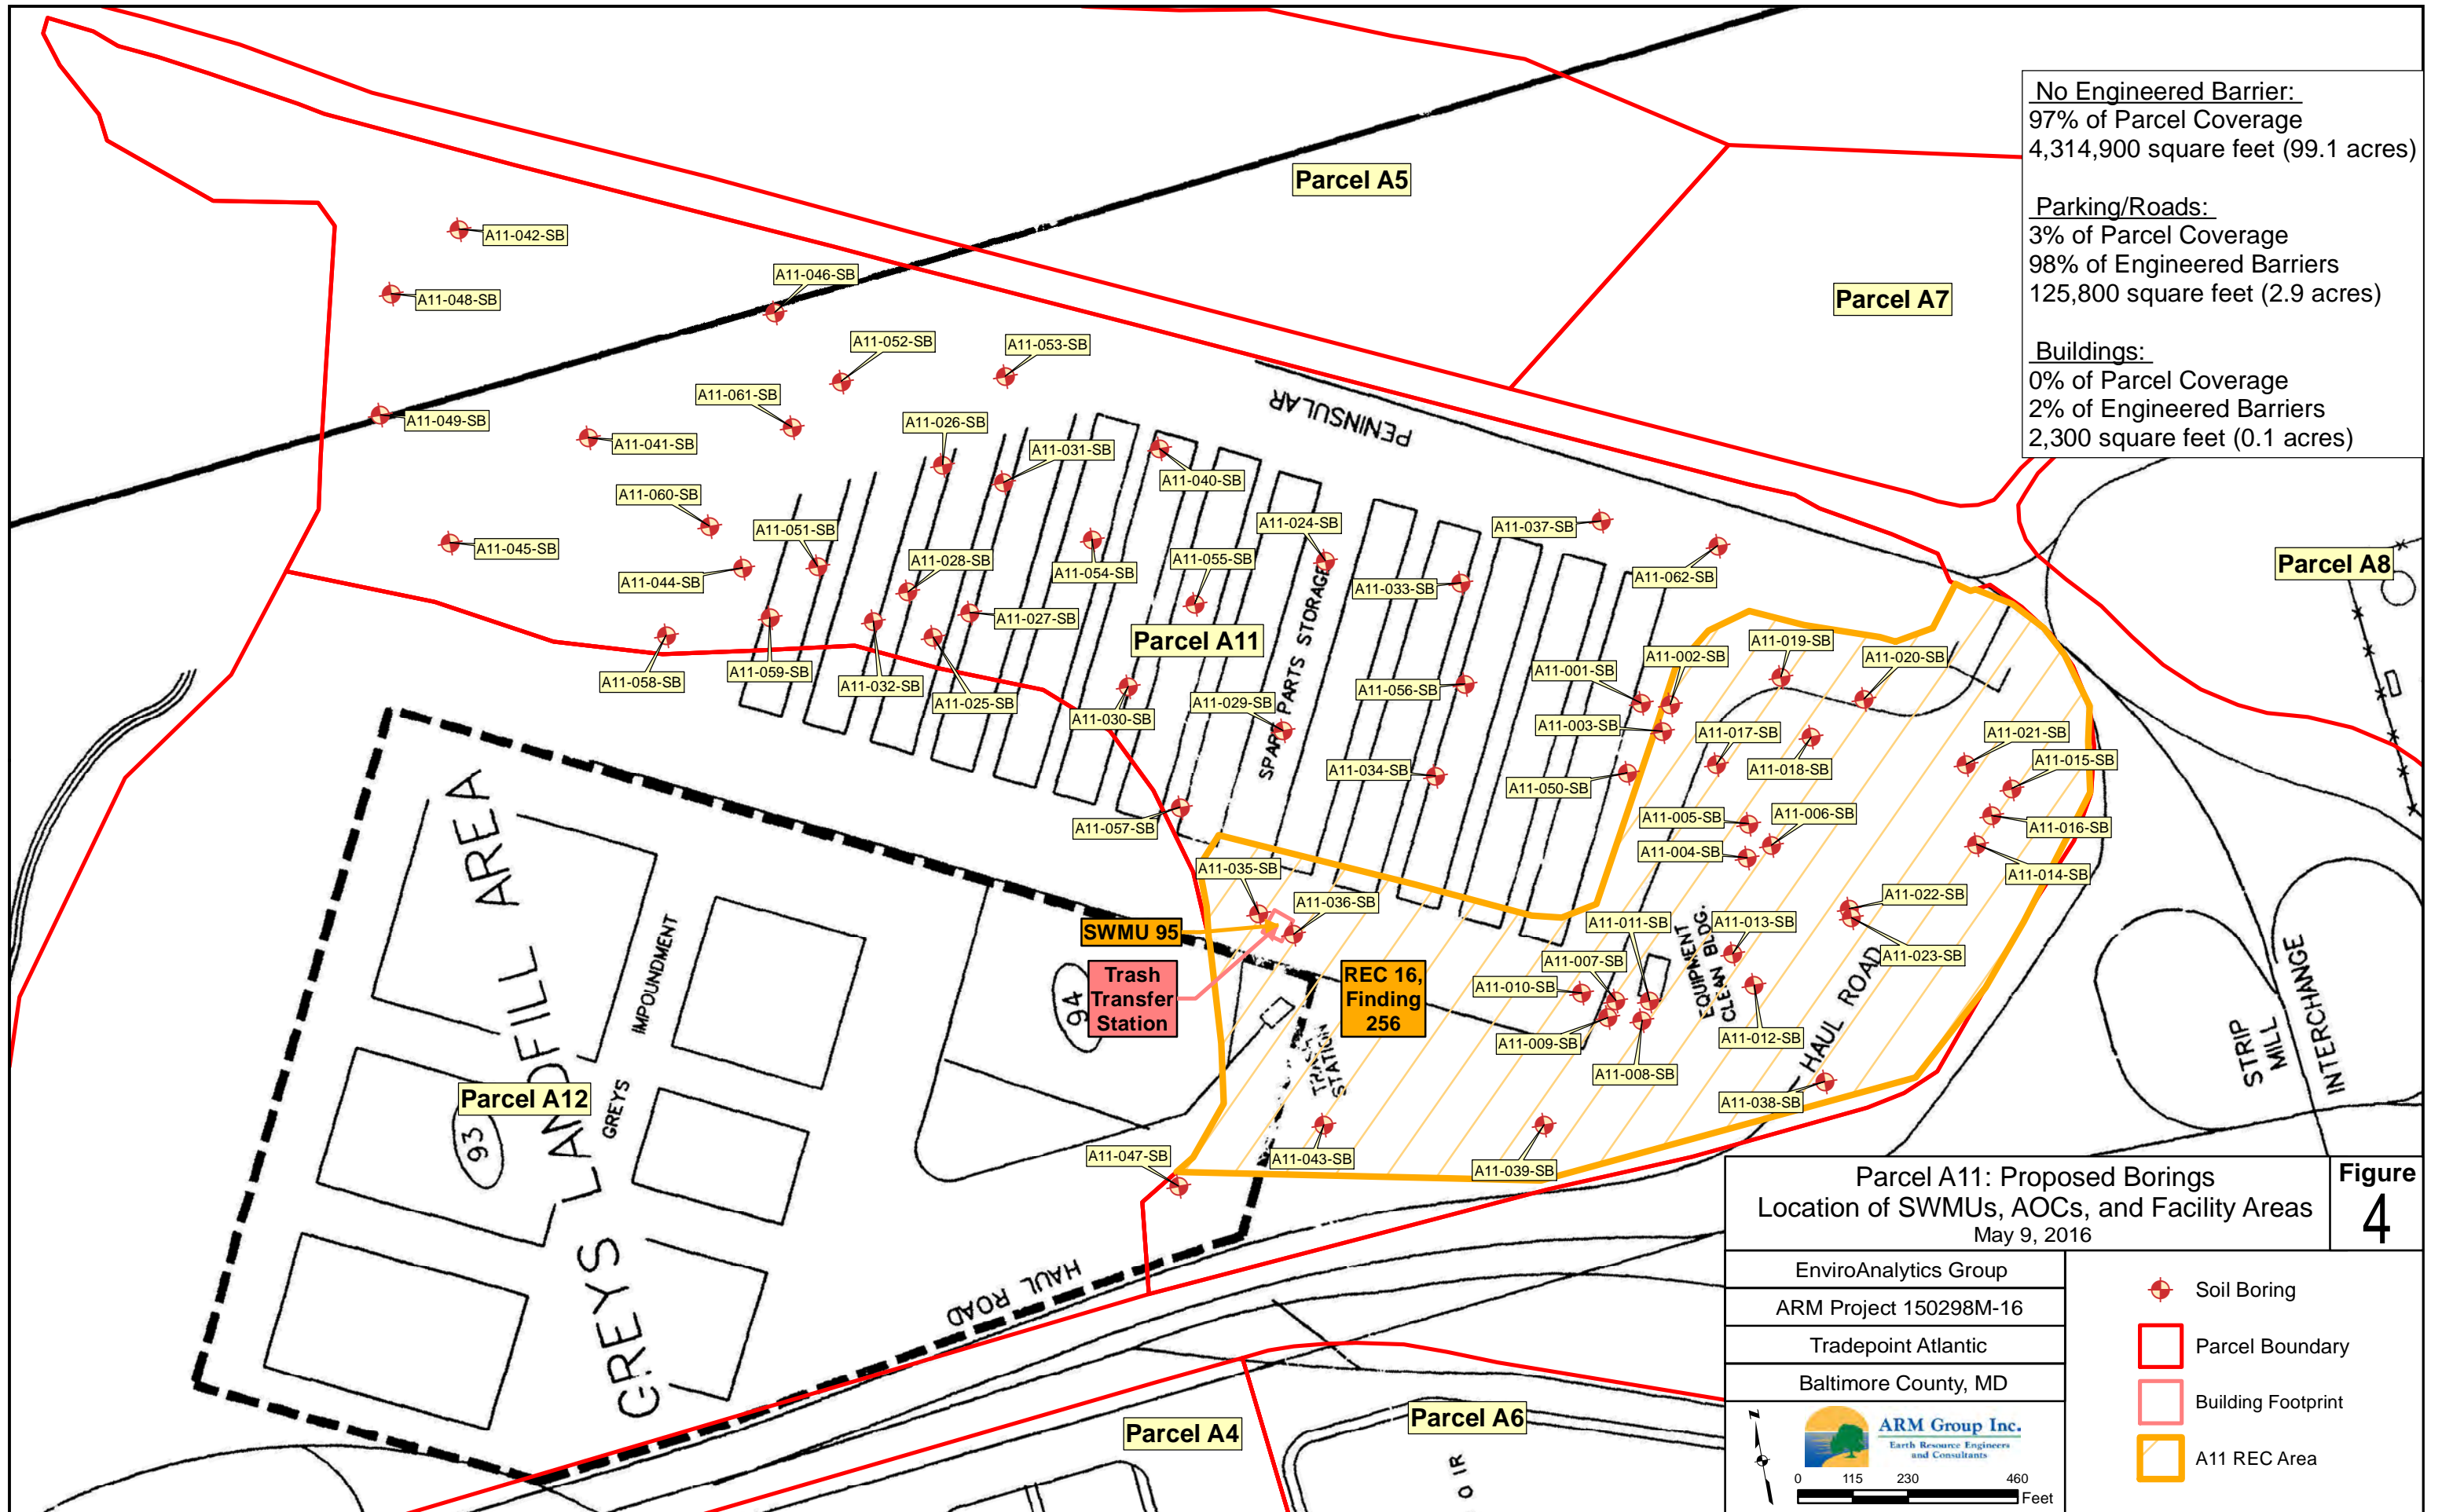 No Engineered Barrier:
97% of Parcel Coverage
4,314,900 square feet (99.1 acres)
Parking/Roads:
3% of Parcel Coverage
98% of Engineered Barriers
125,800 square feet (2.9 acres)
Buildings:
0% of Parcel Coverage
2% of Engineered Barriers
2,300 square feet (0.1 acres)
Parcel A5
Parcel A7
Parcel A8
Parcel A11
Parcel A12
Parcel A4
Parcel A6
A11-042-SB
A11-048-SB
A11-046-SB
A11-052-SB
A11-053-SB
A11-061-SB
A11-049-SB
A11-041-SB
A11-026-SB
A11-031-SB
A11-040-SB
A11-060-SB
A11-051-SB
A11-045-SB
A11-044-SB
A11-028-SB
A11-054-SB
A11-055-SB
A11-024-SB
A11-037-SB
A11-033-SB
A11-062-SB
A11-027-SB
A11-058-SB
A11-059-SB
A11-032-SB
A11-025-SB
A11-030-SB
A11-029-SB
A11-056-SB
A11-001-SB
A11-002-SB
A11-019-SB
A11-020-SB
A11-003-SB
A11-017-SB
A11-018-SB
A11-021-SB
A11-015-SB
A11-034-SB
A11-050-SB
A11-057-SB
A11-005-SB
A11-006-SB
A11-016-SB
A11-004-SB
A11-014-SB
A11-035-SB
A11-036-SB
A11-022-SB
A11-011-SB
A11-013-SB
A11-023-SB
A11-007-SB
A11-010-SB
A11-009-SB
A11-012-SB
A11-008-SB
A11-038-SB
A11-047-SB
A11-043-SB
A11-039-SB
PENINSULAR
SPARE PARTS STORAGE
SWMU 95
Trash
Transfer
Station
REC 16,
Finding
256
94
93
GREYS LANDFILL AREA
GREYS IMPOUNDMENT
STATION
EQUIPMENT
BLDG.
HAUL ROAD
HAUL ROAD
STRIP
MILL
INTERCHANGE
Parcel A11: Proposed Borings
Location of SWMUs, AOCs, and Facility Areas
May 9, 2016
Figure
4
EnviroAnalytics Group
ARM Project 150298M-16
Tradepoint Atlantic
Baltimore County, MD
N
ARM Group Inc.
Earth Resource Engineers
and Consultants
0 115 230 460
Feet
Soil Boring
Parcel Boundary
Building Footprint
A11 REC Area